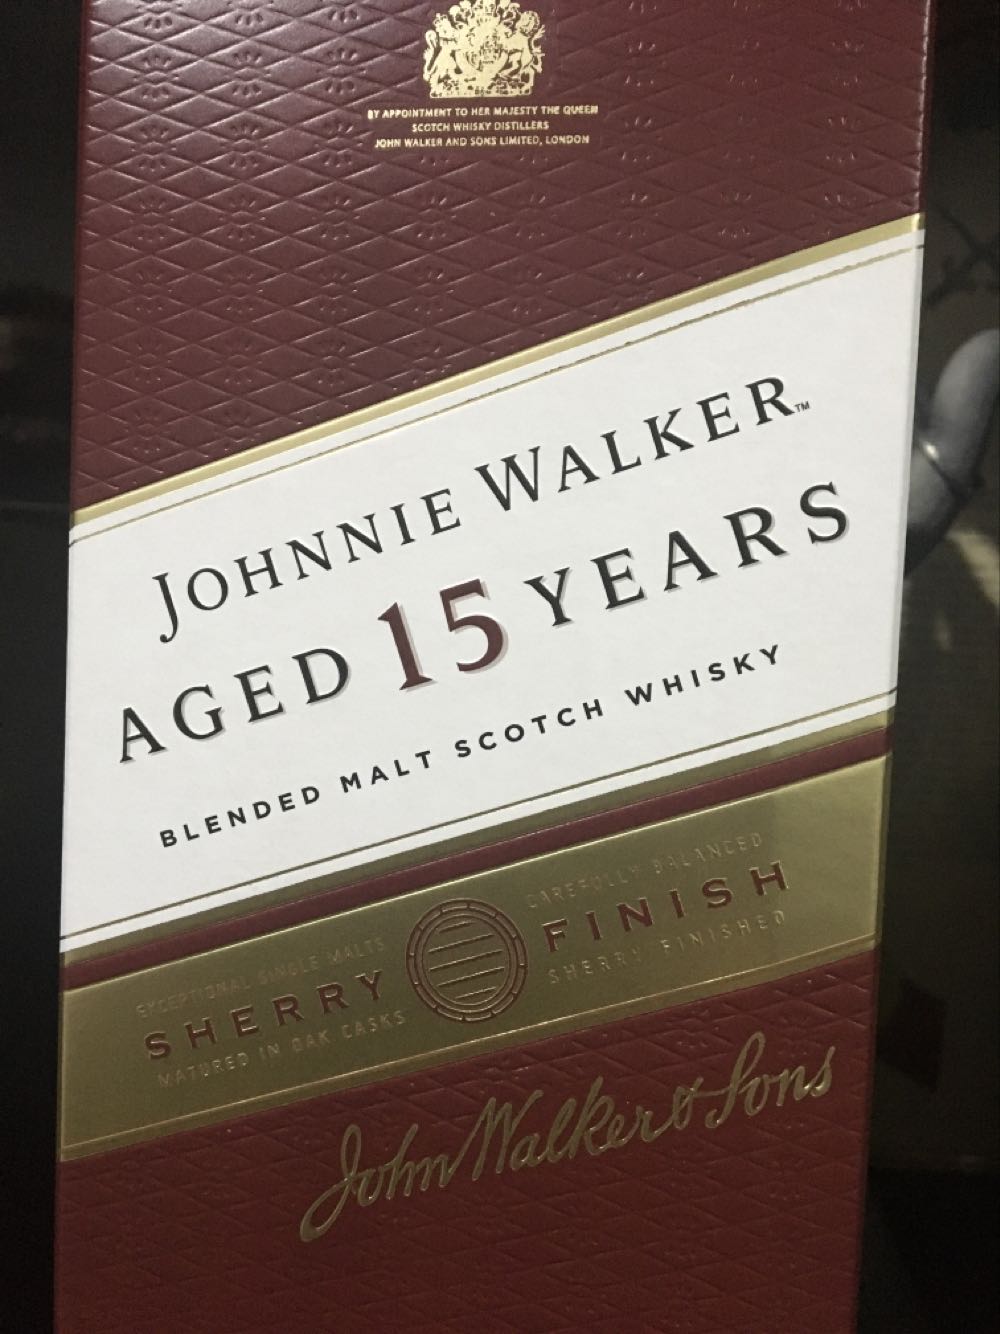 BY APPOINTMENT TO HER MAJESTY THE QUEEN
SCOTCH WHISKY DISTILLERS
JOHN WALKER AND SONS LIMITED, LONDON
JOHNNIE WALKER™
AGED 15 YEARS
BLENDED MALT SCOTCH WHISKY
EXCEPTIONAL SINGLE MALTS
SHERRY
MATURED IN OAK CASKS
CAREFULLY BALANCED
FINISH
SHERRY FINISHED
John Walker & Sons